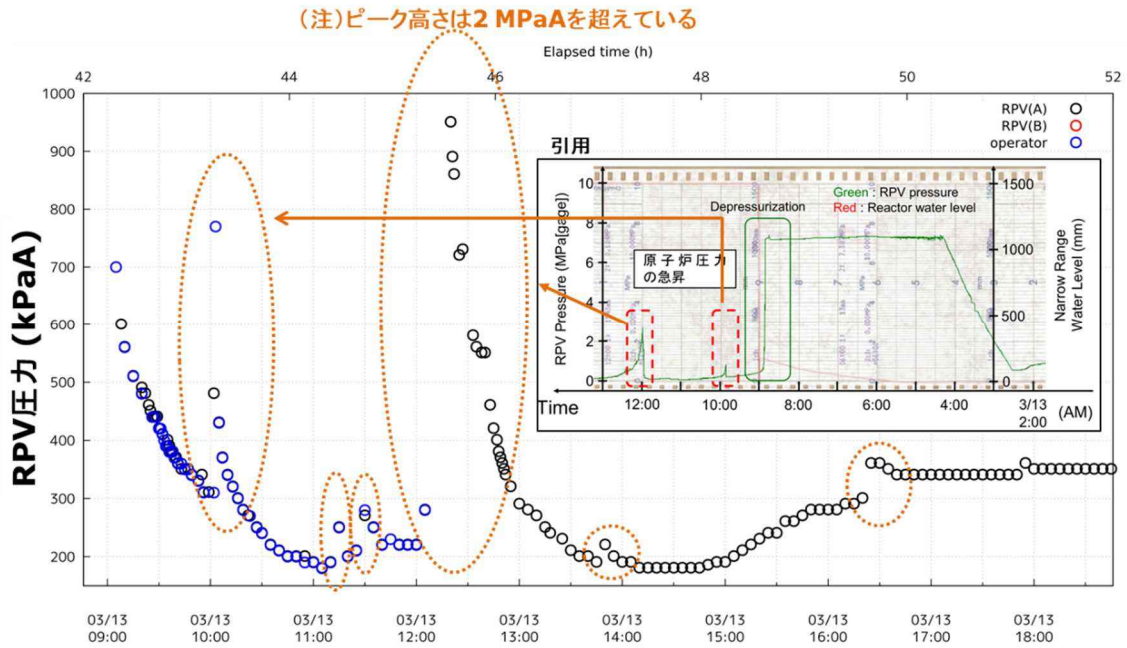 （注）ピーク高さは2 MPaAを超えている
Elapsed time (h)
42 44 46 48 50 52
RPV圧力 (kPaA)
1000
900
800
700
600
500
400
300
200
RPV(A)
RPV(B)
operator
引用
Green : RPV pressure
Red : Reactor water level
Depressurization
原子炉圧力
の急昇
RPV Pressure (MPa[gage])
10
8
6
4
2
0
Narrow Range
Water Level (mm)
1500
1000
500
0
Time
12:00 10:00 8:00 6:00 4:00 3/13
2:00
(AM)
03/13 03/13 03/13 03/13 03/13 03/13 03/13 03/13 03/13 03/13
09:00 10:00 11:00 12:00 13:00 14:00 15:00 16:00 17:00 18:00